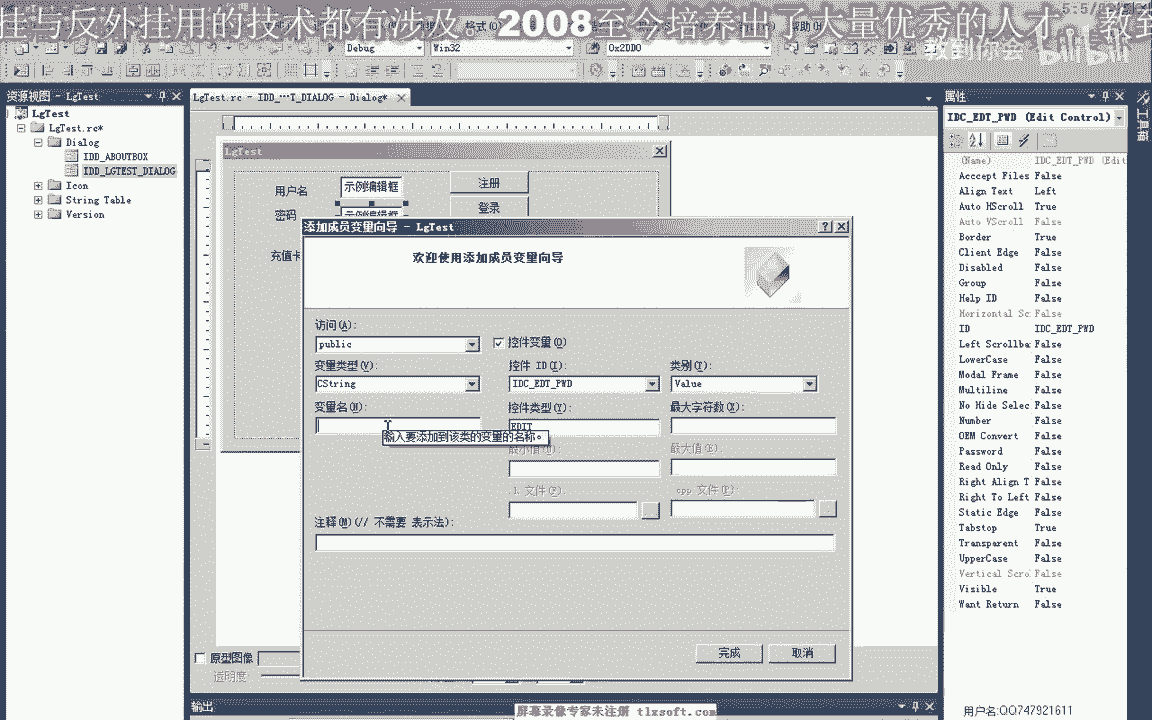 挂与反外挂用的技术都有涉及。2008至今培养出了大量优秀的人才。教到
教到你会
bilibili
Debug
Win32
0x2DDO
资源视图 - LgTest
LgTest
LgTest.rc*
Dialog
IDD_ABOUTBOX
IDD_LGTEST_DIALOG
Icon
String Table
Version
LgTest.rc - IDD_···T_DIALOG - Dialog*
LgTest
用户名
示例编辑框
注册
密码
示例编辑框
登录
充值卡
添加成员变量向导 - LgTest
欢迎使用添加成员变量向导
访问(A):
public
控件变量(O)
变量类型(V):
控件 ID(I):
类别(T):
CString
IDC_EDT_PWD
Value
变量名(N):
控件类型(Y):
最大字符数(X):
EDIT
输入要添加到该类的变量的名称。
最小值(U):
最大值(E):
.h 文件(F):
.cpp 文件(P):
注释(M)(// 不需要 表示法):
完成
取消
原型图像
透明度:
输出
屏幕录像专家未注册 tlxsoft.com
属性
IDC_EDT_PWD (Edit Control)
(Name) IDC_EDT_PWD (Edit
Acccept Files False
Align Text Left
Auto HScroll True
Auto VScroll False
Border True
Client Edge False
Disabled False
Group False
Help ID False
Horizontal Sc False
ID IDC_EDT_PWD
Left Scrollba False
LowerCase False
Modal Frame False
Multiline False
No Hide Selec False
Number False
OEM Convert False
Password False
Read Only False
Right Align T False
Right To Left False
Static Edge False
Tabstop True
Transparent False
UpperCase False
Vertical Scro False
Visible True
Want Return False
工具箱
用户名:QQ747921611